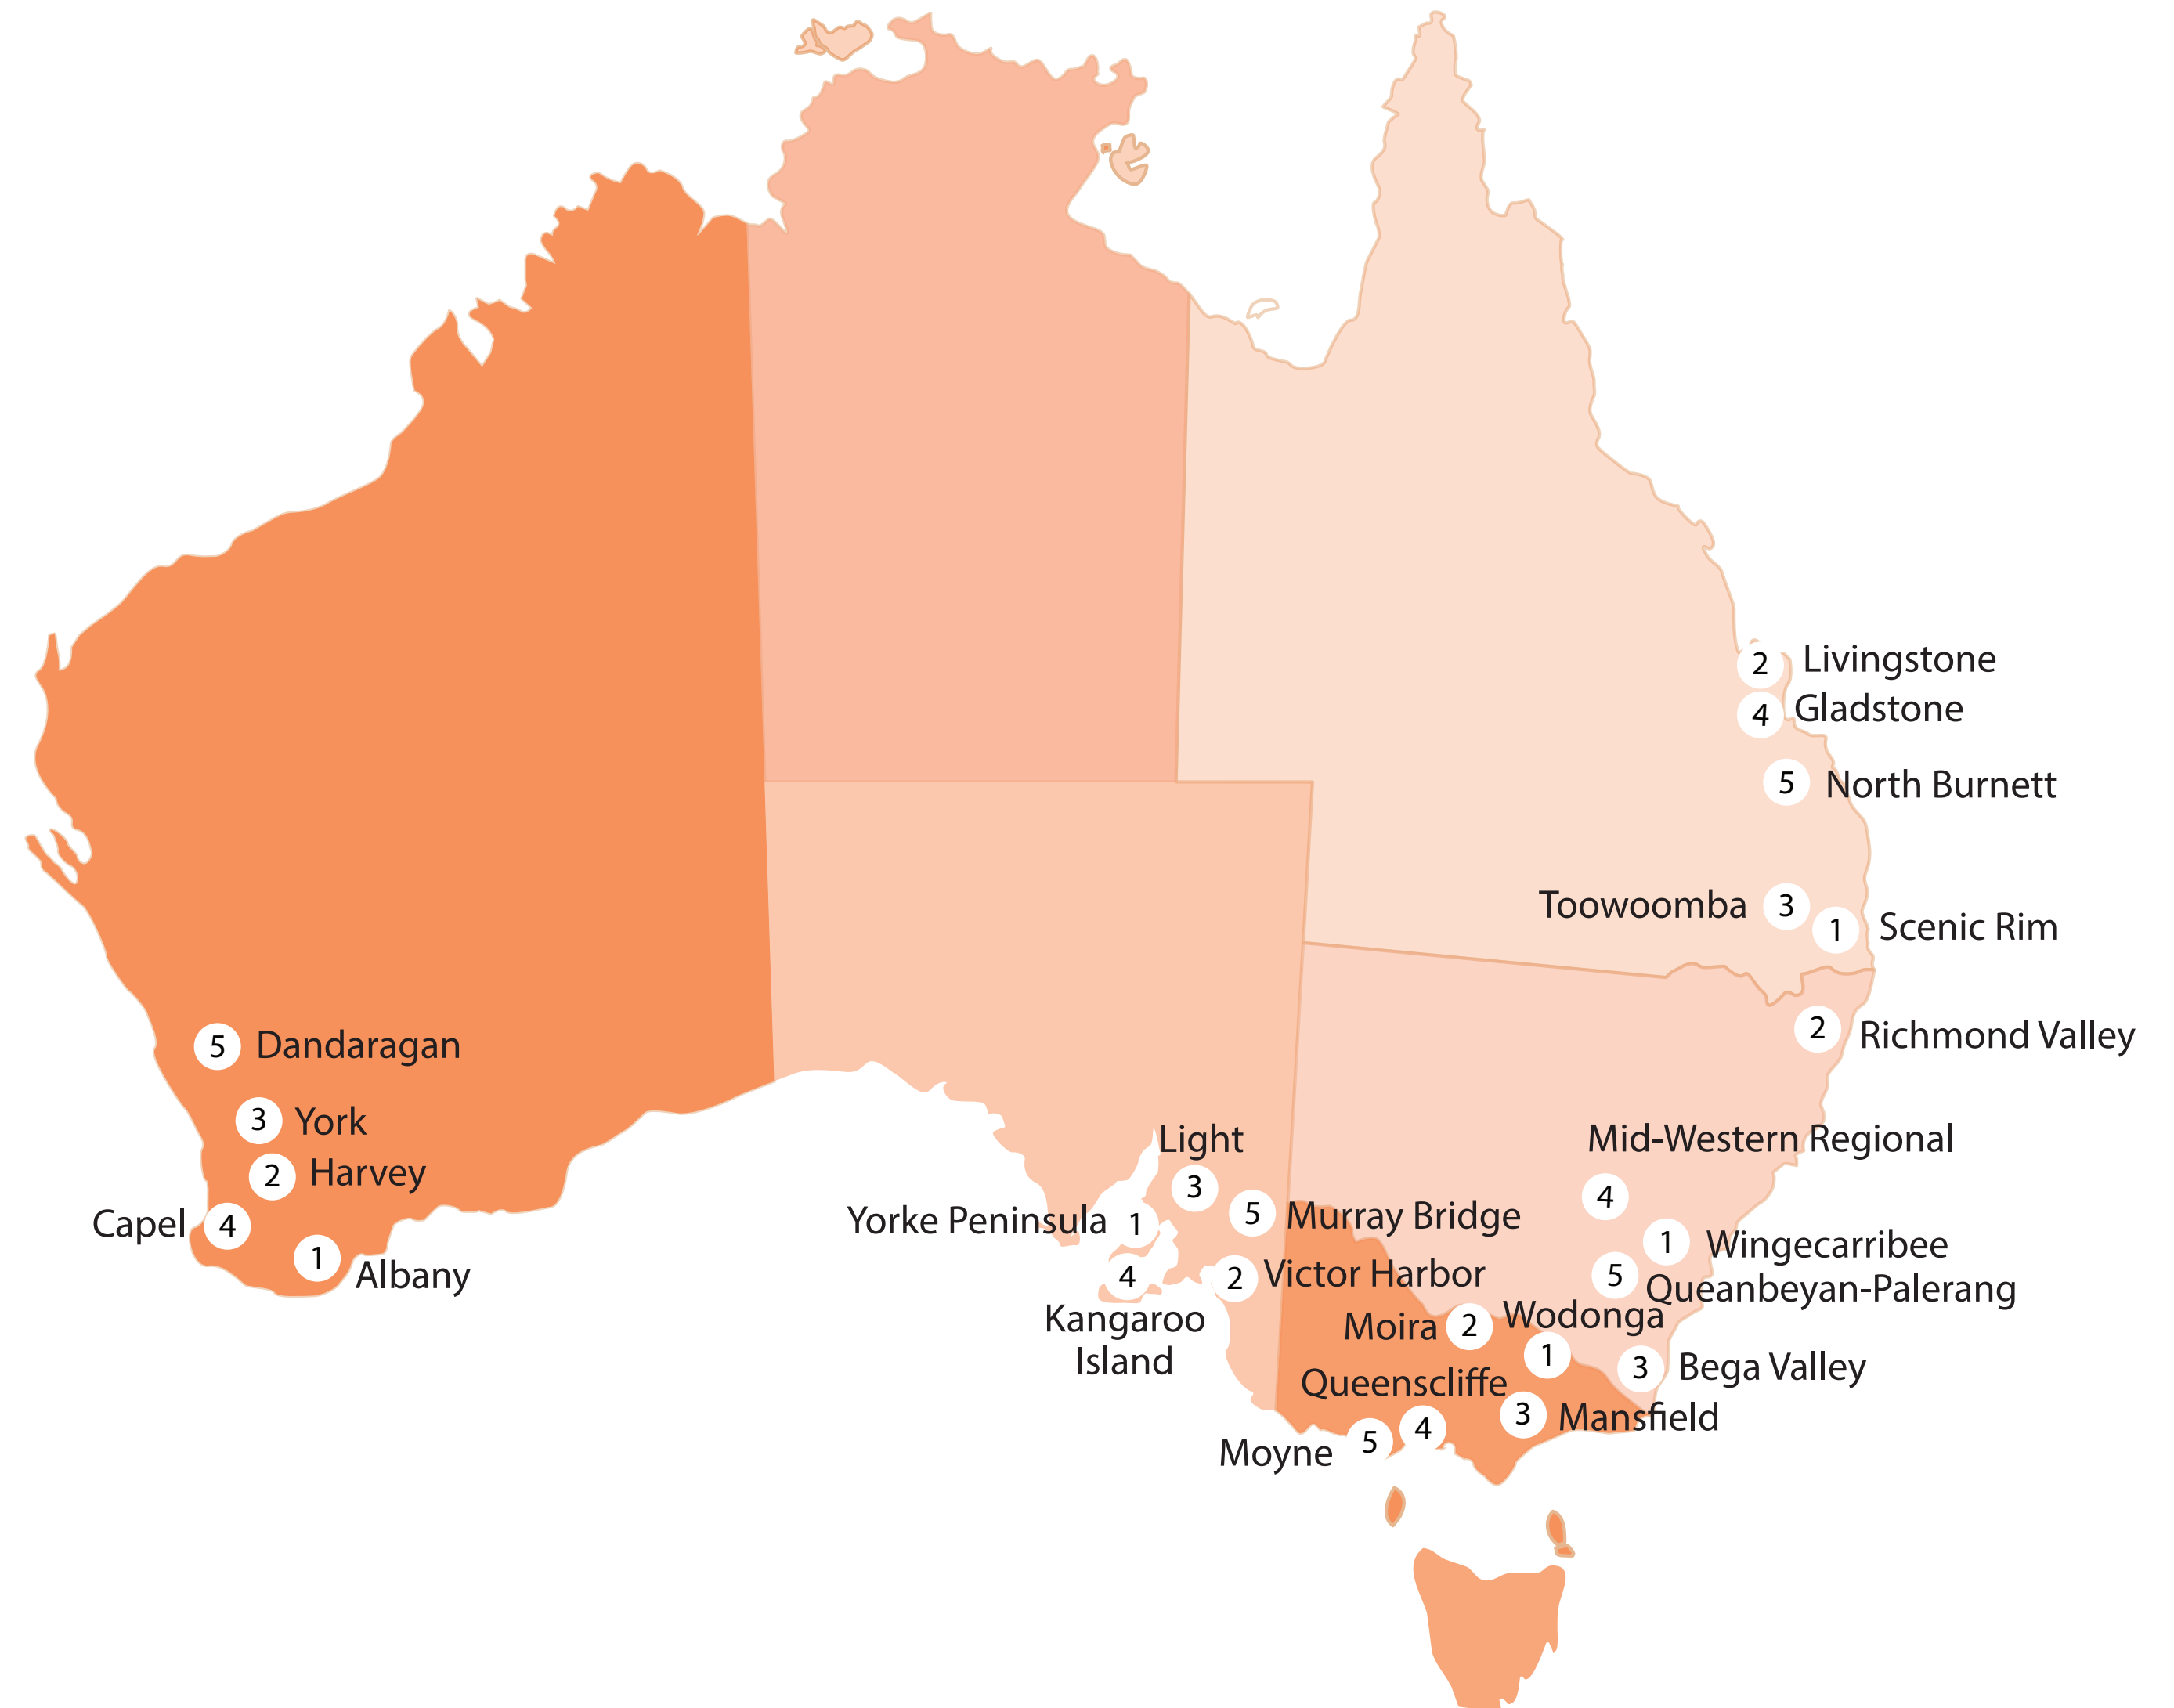 2 Livingstone
4 Gladstone
5 North Burnett
Toowoomba 3
1 Scenic Rim
2 Richmond Valley
5 Dandaragan
3 York
2 Harvey
Capel 4
1 Albany
Light
3
Yorke Peninsula 1
5 Murray Bridge
4
Kangaroo
Island
2 Victor Harbor
Mid-Western Regional
4
1 Wingecarribee
5 Queanbeyan-Palerang
Moira 2
Wodonga
1
3 Bega Valley
Queenscliffe
4
3 Mansfield
Moyne 5